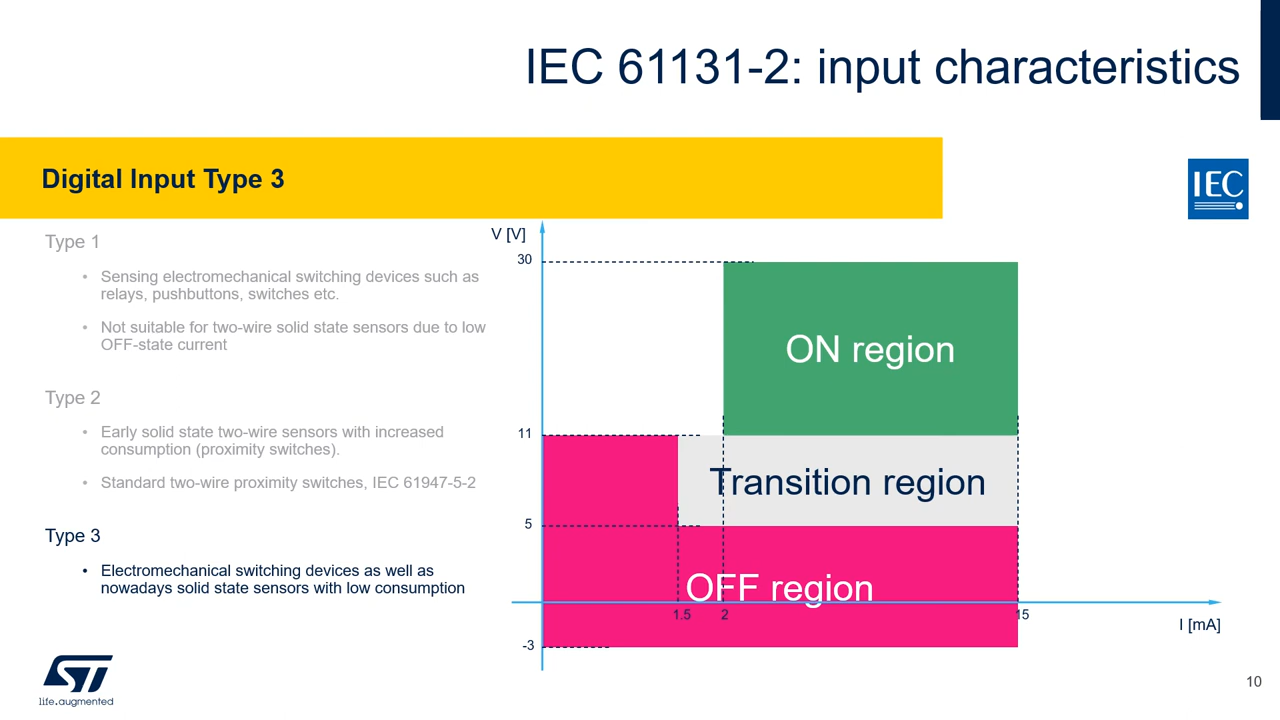 IEC 61131-2: input characteristics
Digital Input Type 3
IEC
Type 1
• Sensing electromechanical switching devices such as
relays, pushbuttons, switches etc.
• Not suitable for two-wire solid state sensors due to low
OFF-state current
Type 2
• Early solid state two-wire sensors with increased
consumption (proximity switches).
• Standard two-wire proximity switches, IEC 61947-5-2
Type 3
• Electromechanical switching devices as well as
nowadays solid state sensors with low consumption
V [V]
30
ON region
11
Transition region
5
OFF region
1.5
2
15
I [mA]
-3
ST
life.augmented
10